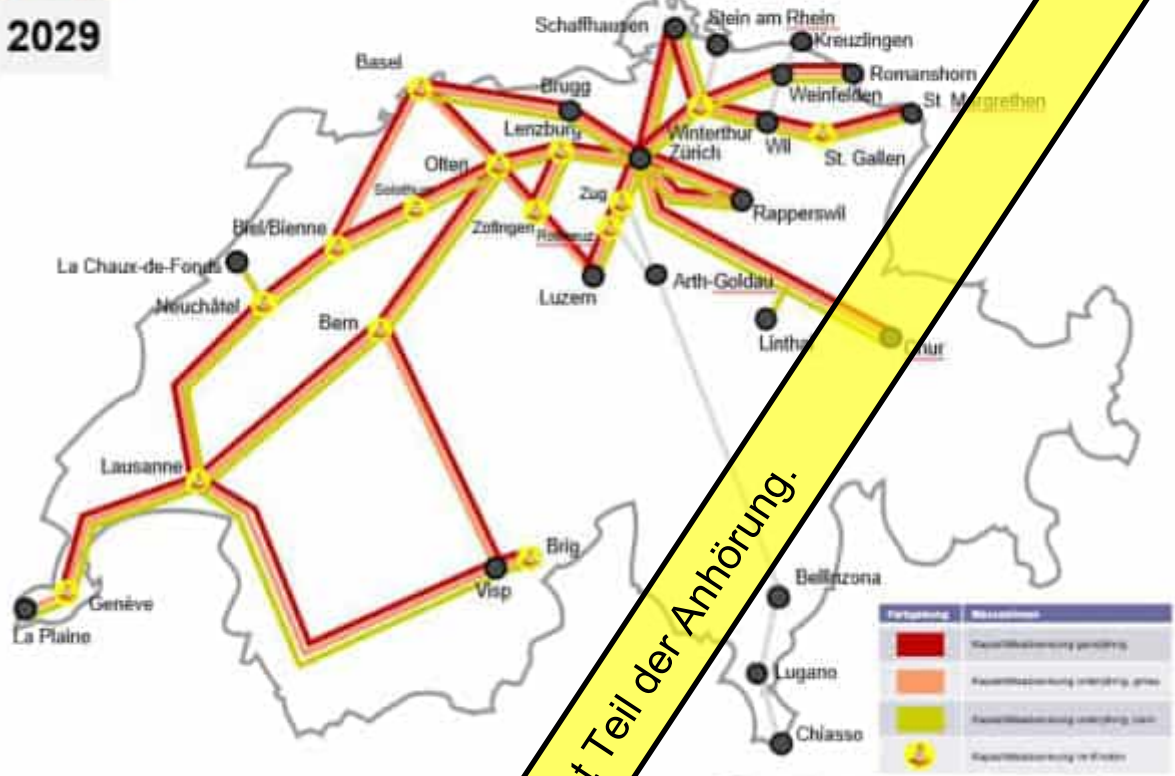 2029
Schaffhausen
Stein am Rhein
Kreuzlingen
Basel
Brugg
Romanshorn
Weinfelden
St. Margrethen
Lenzburg
Winterthur
Zürich
Wil
St. Gallen
Olten
Solothurn
Zug
Zofingen
Rotkreuz
Rapperswil
Biel/Bienne
La Chaux-de-Fonds
Neuchâtel
Luzern
Arth-Goldau
Bern
Chur
Lausanne
Brig
Visp
Genève
La Plaine
Bellinzona
Lugano
Chiasso
Teil der Anhörung.